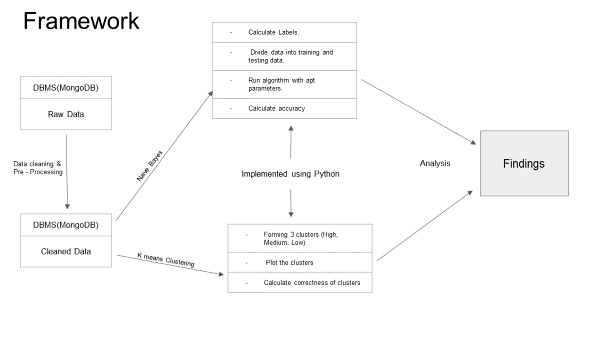 Framework
DBMS(MongoDB)
Raw Data
Data cleaning &
Pre - Processing
DBMS(MongoDB)
Cleaned Data
Naive Bayes
K means Clustering
- Calculate Labels.
- Divide data into training and
testing data.
- Run algorithm with apt
parameters.
- Calculate accuracy
Implemented using Python
- Forming 3 clusters (High,
Medium, Low)
- Plot the clusters
- Calculate correctness of clusters
Analysis
Findings